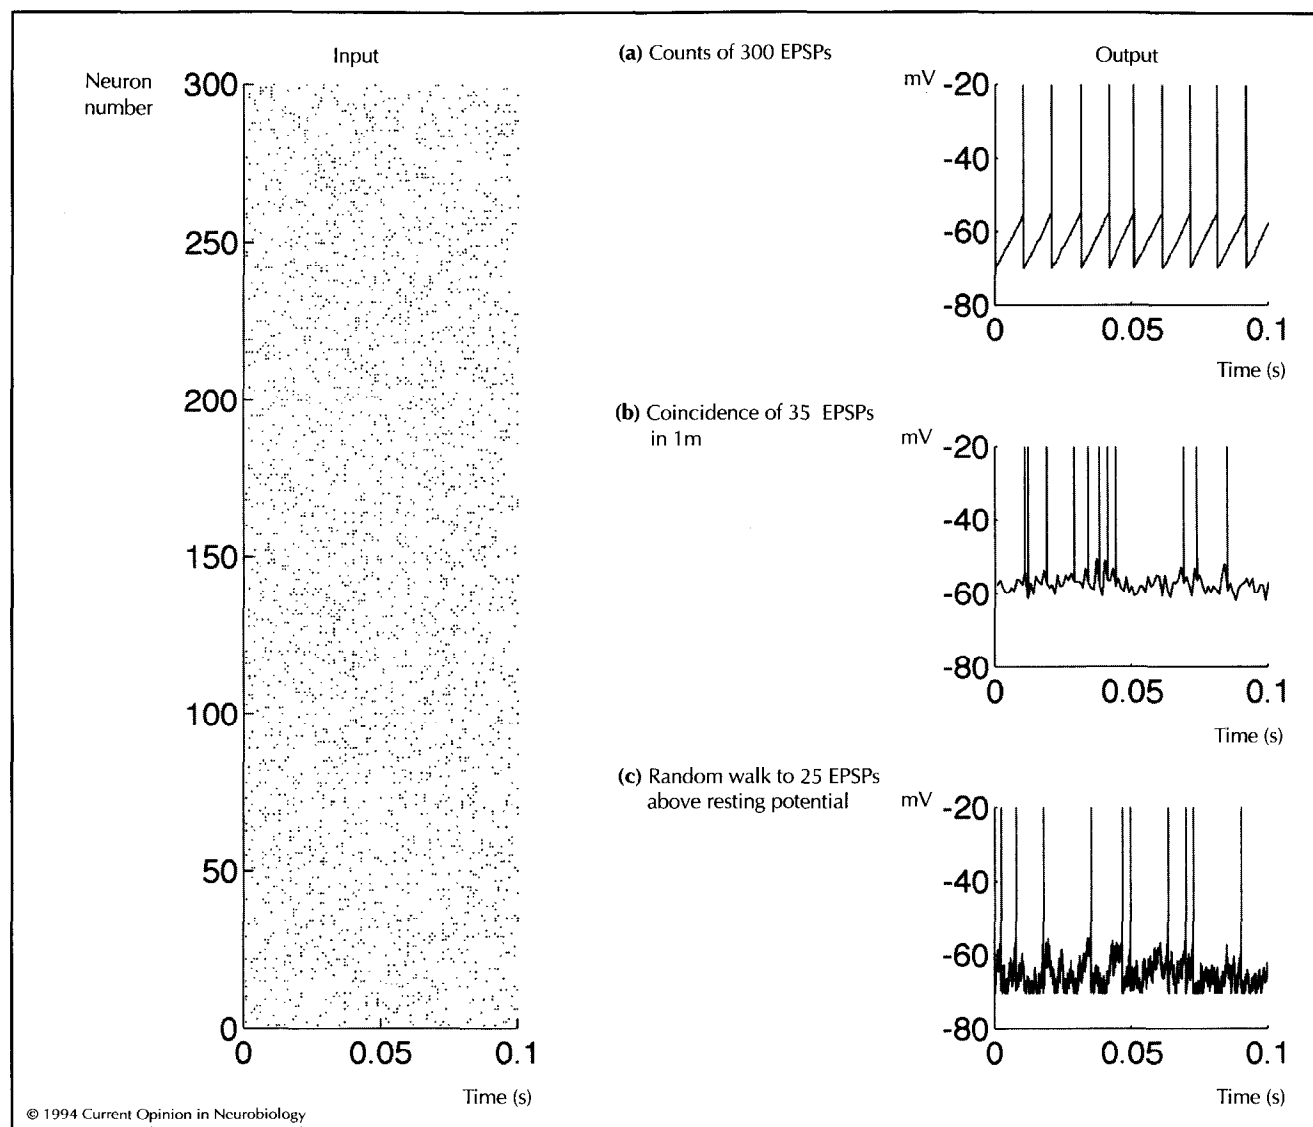 Input
Neuron
number
300
250
200
150
100
50
0
0 0.05 0.1
Time (s)
(a) Counts of 300 EPSPs
Output
mV -20
-40
-60
-80
0 0.05 0.1
Time (s)
(b) Coincidence of 35 EPSPs
in 1m
mV -20
-40
-60
-80
0 0.05 0.1
Time (s)
(c) Random walk to 25 EPSPs
above resting potential
mV -20
-40
-60
-80
0 0.05 0.1
Time (s)
© 1994 Current Opinion in Neurobiology